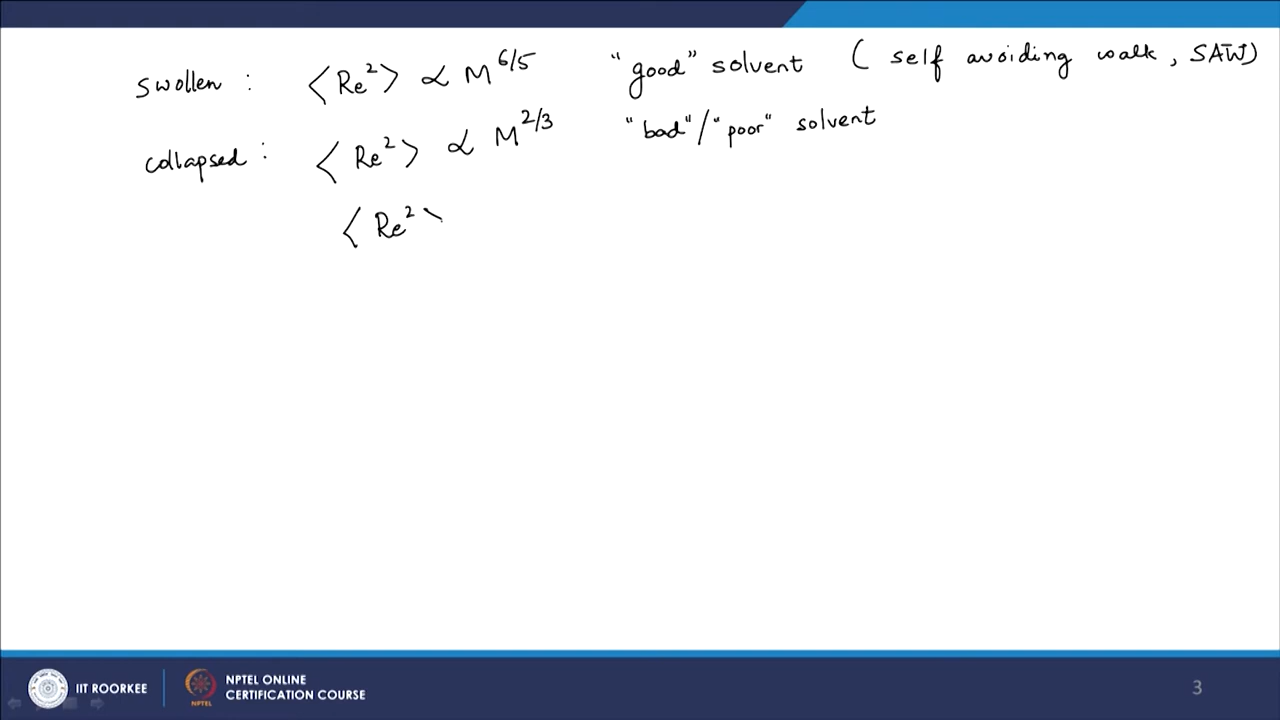 swollen : ⟨Re²⟩ ∝ M^6/5 "good" solvent ( self avoiding walk , SAW)
collapsed : ⟨Re²⟩ ∝ M^2/3 "bad"/"poor" solvent
⟨Re²⟩
IIT ROORKEE
NPTEL ONLINE
CERTIFICATION COURSE
NPTEL
3